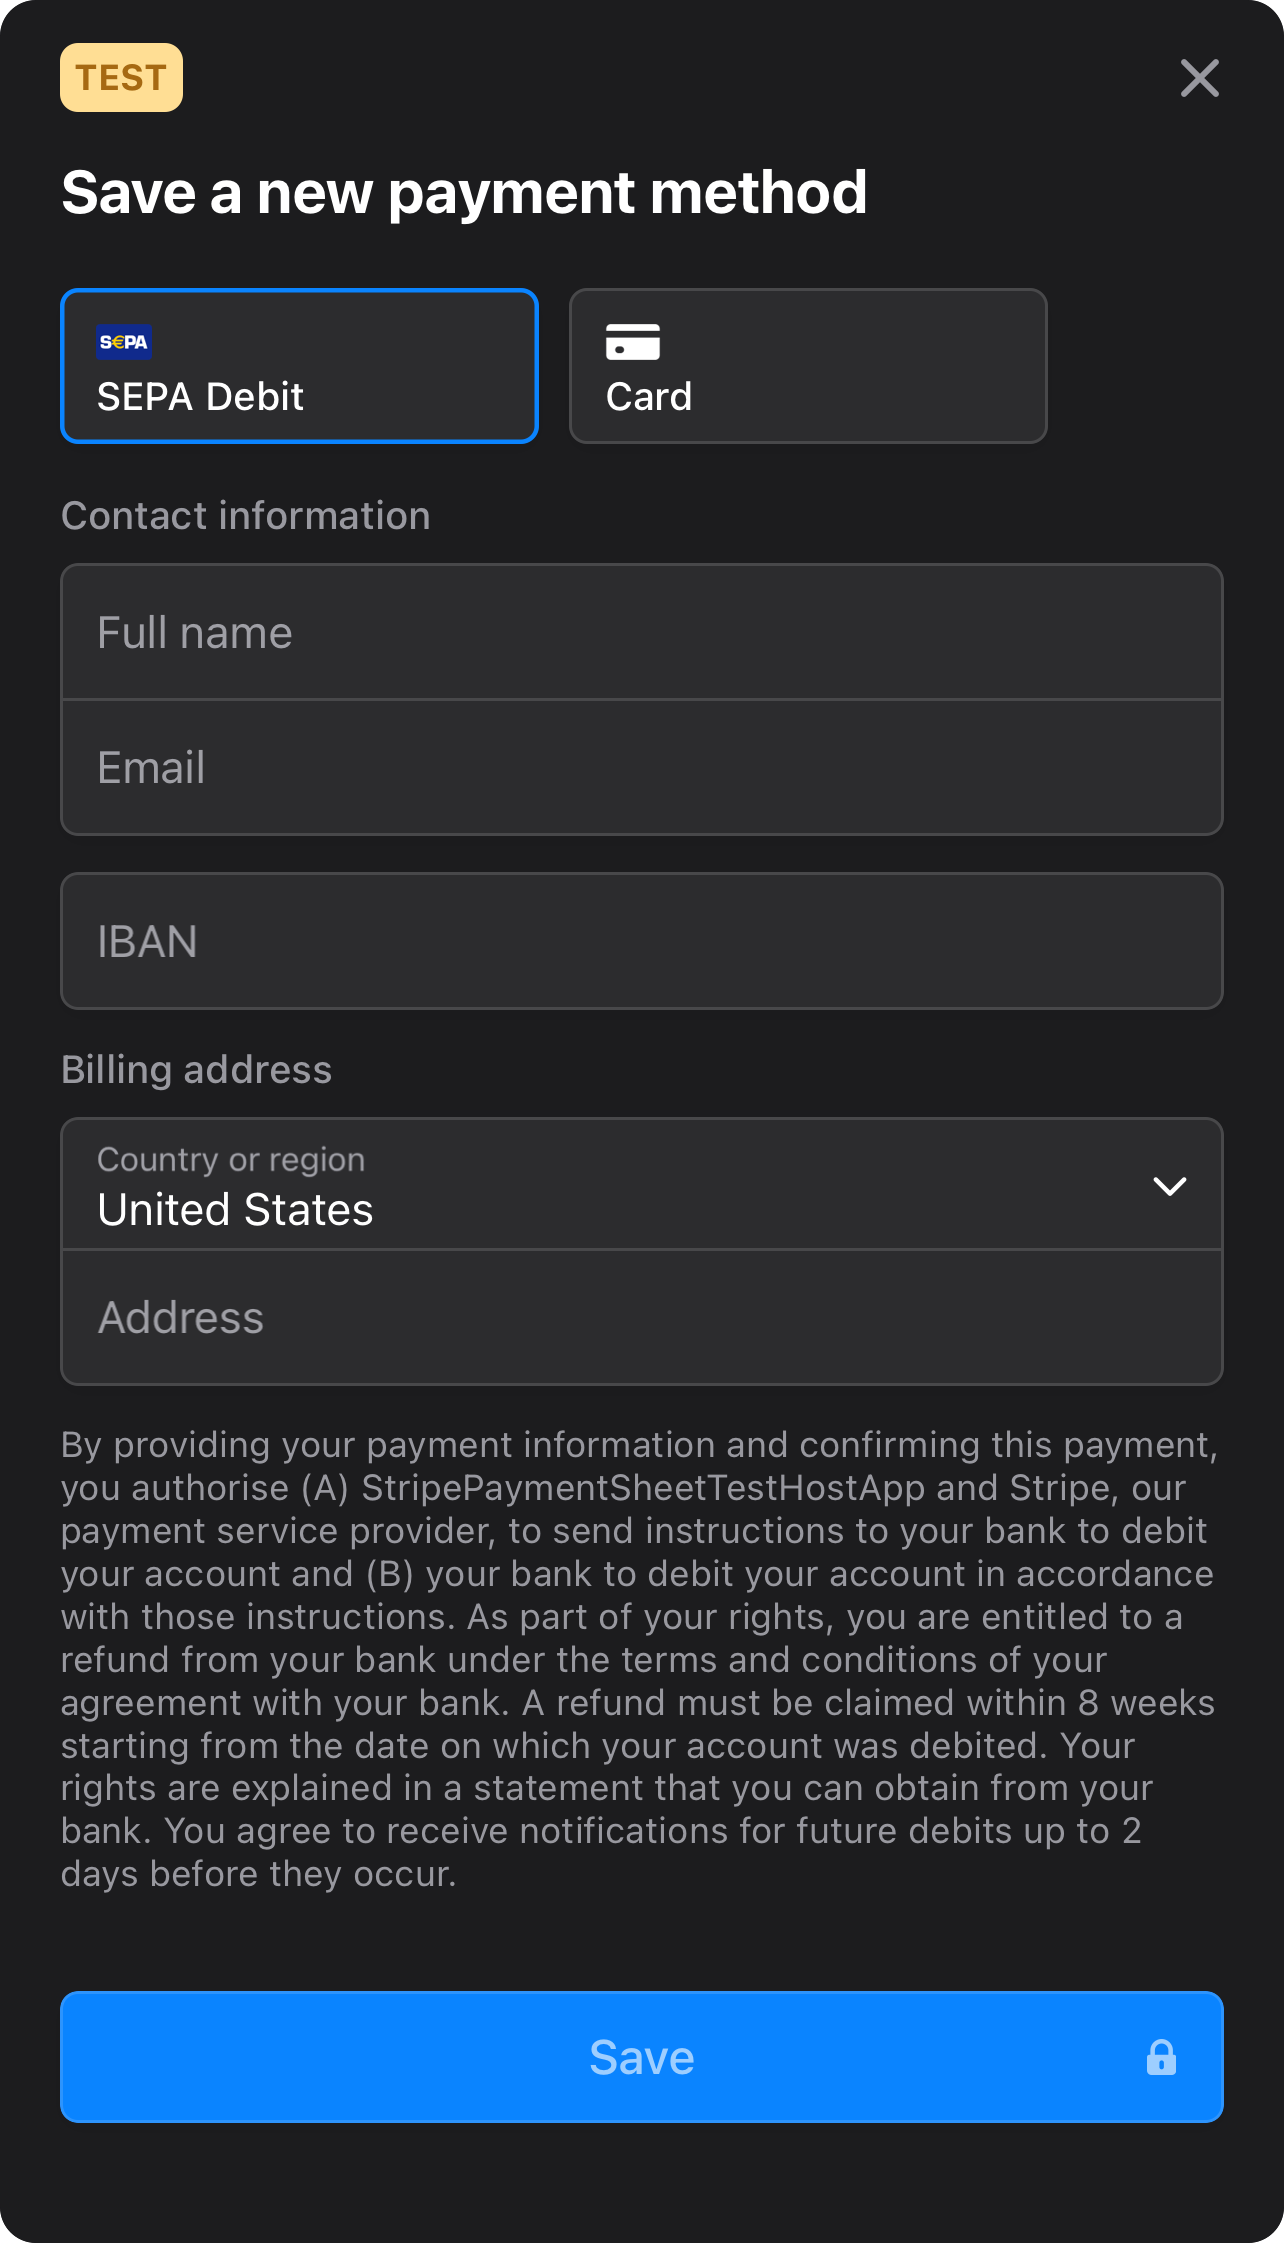 TEST
Save a new payment method
S€PA
SEPA Debit
Card
Contact information
Full name
Email
IBAN
Billing address
Country or region
United States
Address
By providing your payment information and confirming this payment,
you authorise (A) StripePaymentSheetTestHostApp and Stripe, our
payment service provider, to send instructions to your bank to debit
your account and (B) your bank to debit your account in accordance
with those instructions. As part of your rights, you are entitled to a
refund from your bank under the terms and conditions of your
agreement with your bank. A refund must be claimed within 8 weeks
starting from the date on which your account was debited. Your
rights are explained in a statement that you can obtain from your
bank. You agree to receive notifications for future debits up to 2
days before they occur.
Save